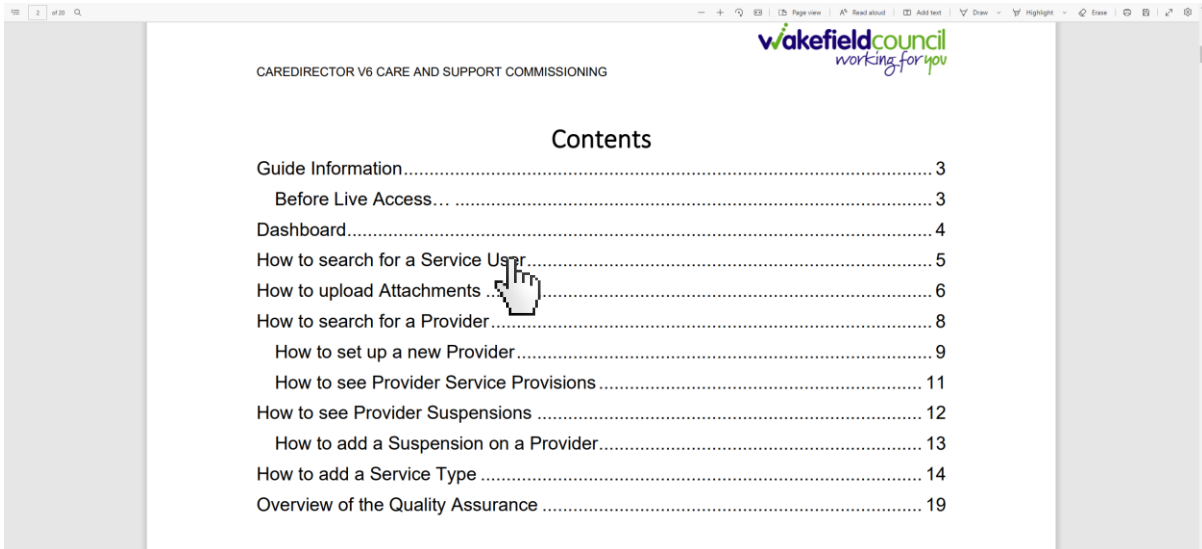 2 of 20 Page view Read aloud Add text Draw Highlight Erase
wakefieldcouncil
working for you
CAREDIRECTOR V6 CARE AND SUPPORT COMMISSIONING
Contents
Guide Information........................................................ 3
Before Live Access… ........................................................ 3
Dashboard........................................................ 4
How to search for a Service User........................................................ 5
How to upload Attachments ........................................................ 6
How to search for a Provider........................................................ 8
How to set up a new Provider........................................................ 9
How to see Provider Service Provisions........................................................ 11
How to see Provider Suspensions ........................................................ 12
How to add a Suspension on a Provider........................................................ 13
How to add a Service Type ........................................................ 14
Overview of the Quality Assurance ........................................................ 19